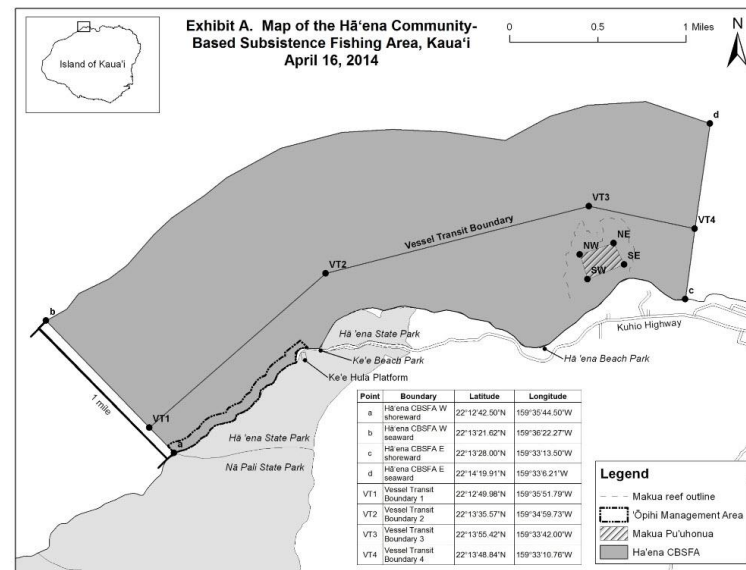 Exhibit A. Map of the Hā‘ena Community-
Based Subsistence Fishing Area, Kaua‘i
April 16, 2014
Island of Kaua'i
0 0.5 1 Miles
N
d
VT3
VT4
Vessel Transit Boundary
NE
NW
SE
SW
VT2
b
c
Kuhio Highway
Hā 'ena State Park
Ke'e Beach Park
Hā 'ena Beach Park
Ke'e Hula Platform
1 mile
VT1
a
Hā 'ena State Park
Nā Pali State Park
Point Boundary Latitude Longitude
a Hā'ena CBSFA W shoreward 22°12'42.50"N 159°35'44.50"W
b Hā'ena CBSFA W seaward 22°13'21.62"N 159°36'22.27"W
c Hā'ena CBSFA E shoreward 22°13'28.00"N 159°33'13.50"W
d Hā'ena CBSFA E seaward 22°14'19.91"N 159°33'6.21"W
VT1 Vessel Transit Boundary 1 22°12'49.98"N 159°35'51.79"W
VT2 Vessel Transit Boundary 2 22°13'35.57"N 159°34'59.73"W
VT3 Vessel Transit Boundary 3 22°13'55.42"N 159°33'42.00"W
VT4 Vessel Transit Boundary 4 22°13'48.84"N 159°33'10.76"W
Legend
Makua reef outline
'Ōpihi Management Area
Makua Pu'uhonua
Ha'ena CBSFA